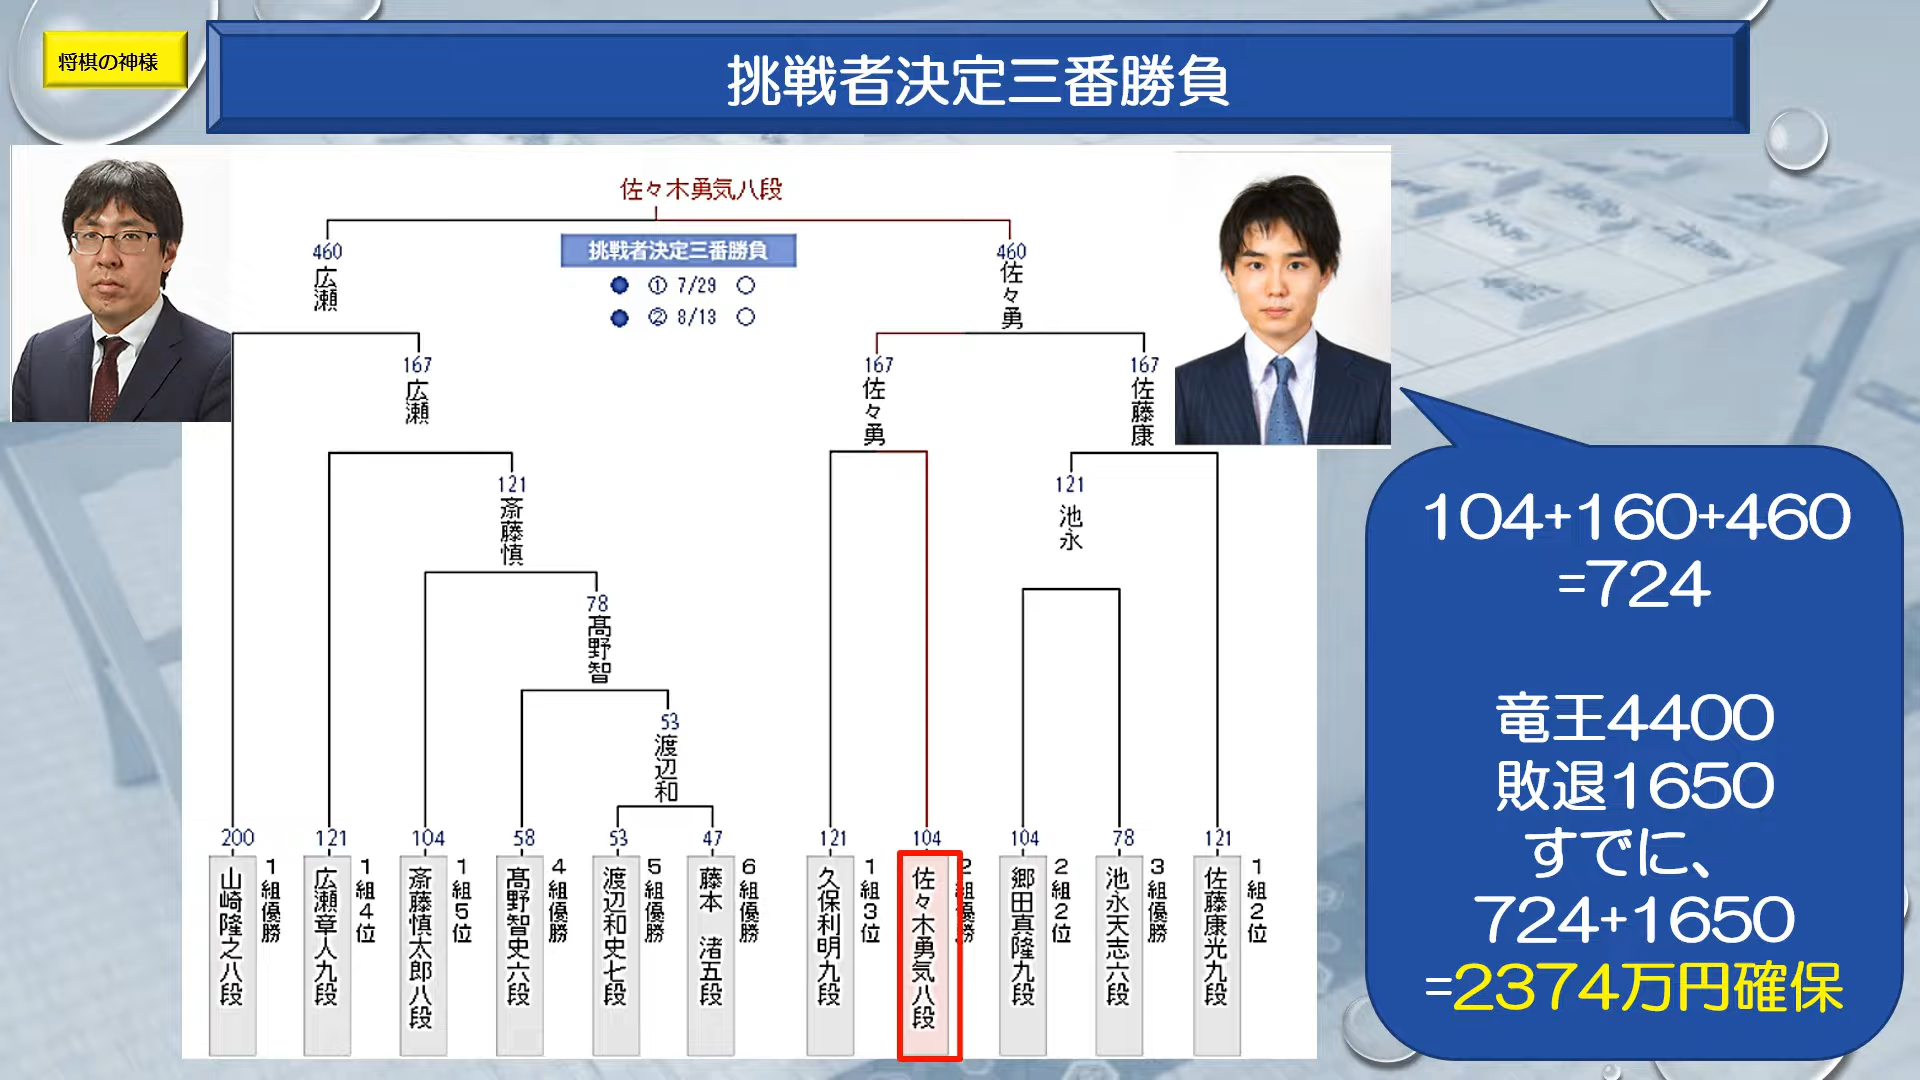 将棋の神様
挑戦者決定三番勝負
佐々木勇気八段
挑戦者決定三番勝負
● ① 7/29 ○
● ② 8/13 ○
460
広瀬
460
佐々勇
167
広瀬
167
佐々勇
167
佐藤康
121
斎藤慎
121
池永
78
髙野智
53
渡辺和
200
121
104
58
53
47
121
104
104
78
121
山崎隆之八段
1組優勝
広瀬章人九段
1組4位
斎藤慎太郎八段
1組5位
髙野智史六段
4組優勝
渡辺和史七段
5組優勝
藤本 渚五段
6組優勝
久保利明九段
1組3位
佐々木勇気八段
2組優勝
郷田真隆九段
2組2位
池永天志六段
3組優勝
佐藤康光九段
1組2位
104+160+460
=724
竜王4400
敗退1650
すでに、
724+1650
=2374万円確保